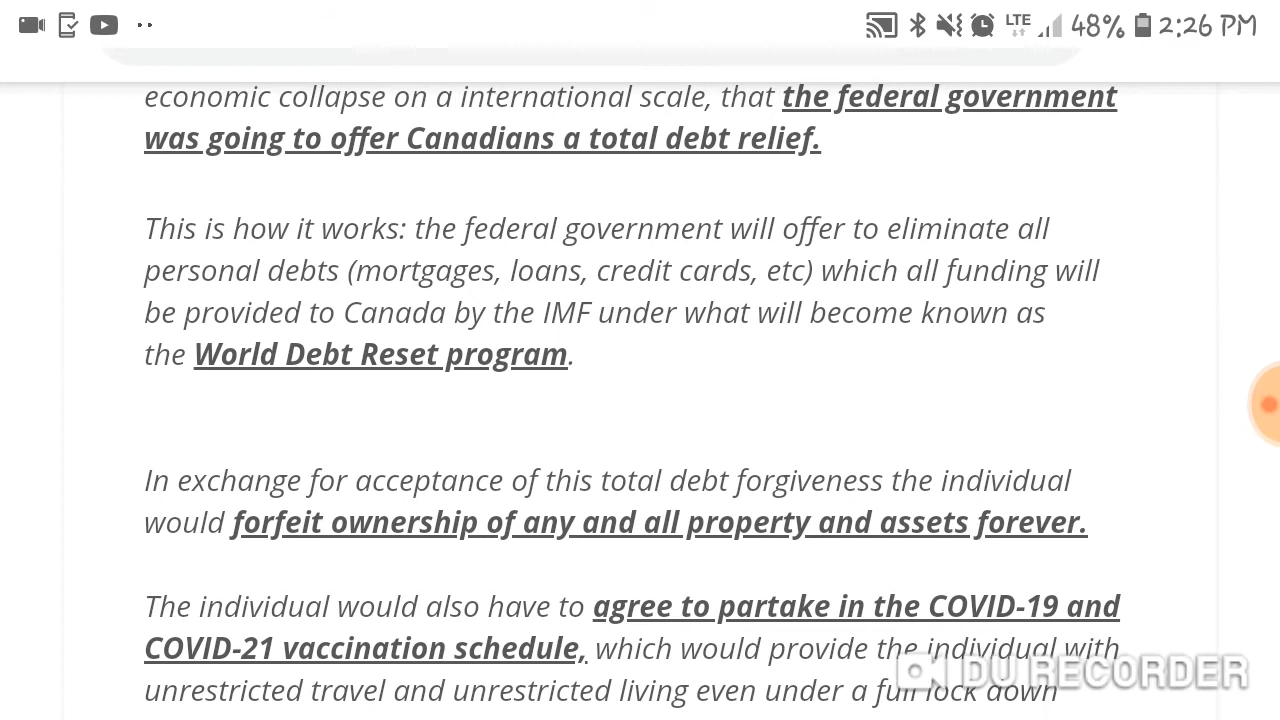 LTE 48% 2:26 PM
economic collapse on a international scale, that the federal government
was going to offer Canadians a total debt relief.
This is how it works: the federal government will offer to eliminate all
personal debts (mortgages, loans, credit cards, etc) which all funding will
be provided to Canada by the IMF under what will become known as
the World Debt Reset program.
In exchange for acceptance of this total debt forgiveness the individual
would forfeit ownership of any and all property and assets forever.
The individual would also have to agree to partake in the COVID-19 and
COVID-21 vaccination schedule, which would provide the individual with
unrestricted travel and unrestricted living even under a full lock down
DU RECORDER